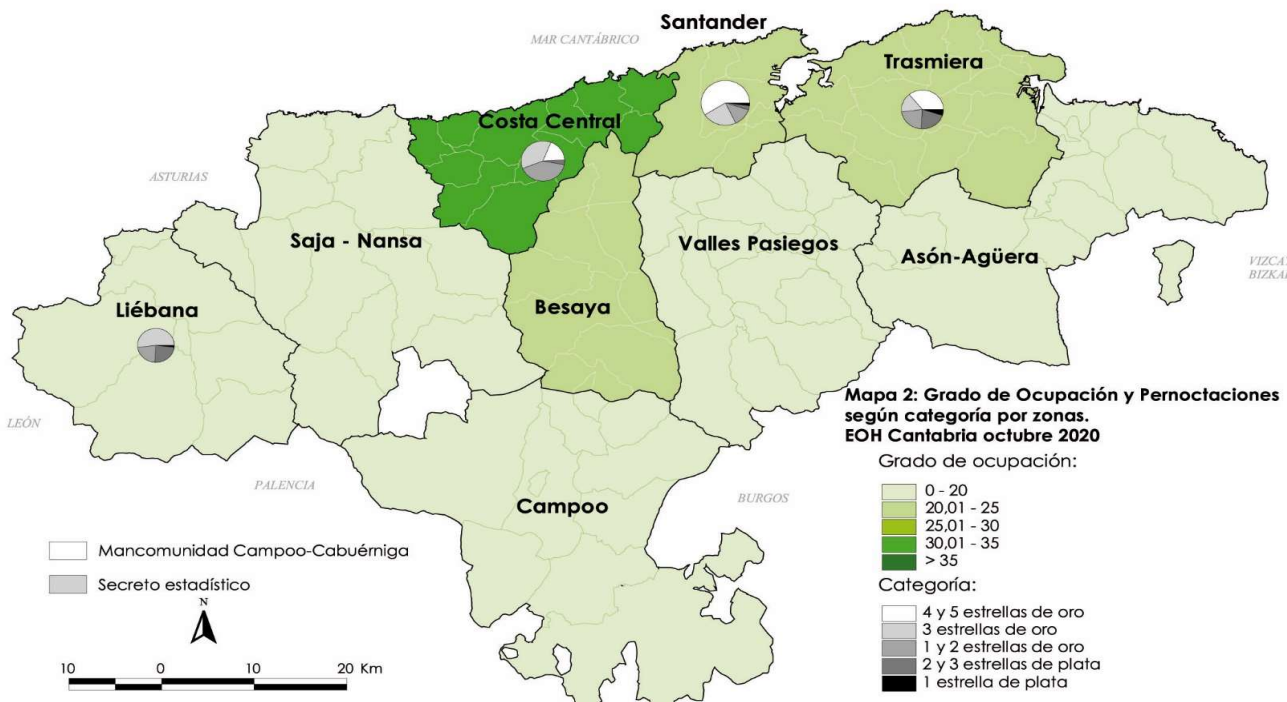 Santander
MAR CANTÁBRICO
Trasmiera
Costa Central
ASTURIAS
Saja - Nansa
Valles Pasiegos
Asón-Agüera
Liébana
Besaya
LEÓN
PALENCIA
BURGOS
Campoo
Mancomunidad Campoo-Cabuérniga
Secreto estadístico
N
10 0 10 20 Km
Mapa 2: Grado de Ocupación y Pernoctaciones
según categoría por zonas.
EOH Cantabria octubre 2020
Grado de ocupación:
0 - 20
20,01 - 25
25,01 - 30
30,01 - 35
> 35
Categoría:
4 y 5 estrellas de oro
3 estrellas de oro
1 y 2 estrellas de oro
2 y 3 estrellas de plata
1 estrella de plata